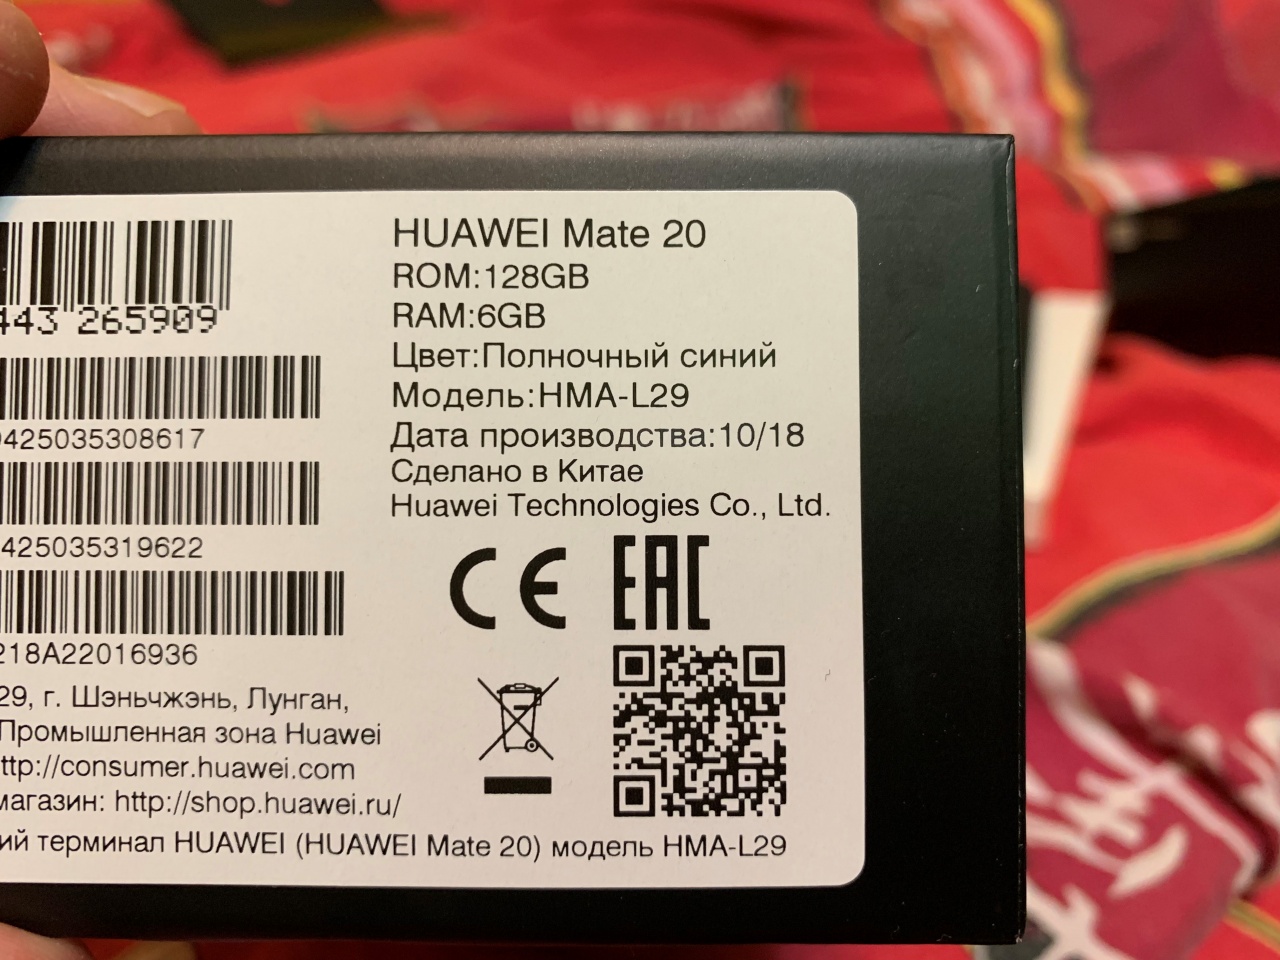 HUAWEI Mate 20
ROM:128GB
RAM:6GB
Цвет:Полночный синий
Модель:HMA-L29
Дата производства:10/18
Сделано в Китае
Huawei Technologies Co., Ltd.
CE EAC
443 265909
425035308617
425035319622
218A22016936
29, г. Шэньчжэнь, Лунган,
Промышленная зона Huawei
ttp://consumer.huawei.com
магазин: http://shop.huawei.ru/
ий терминал HUAWEI (HUAWEI Mate 20) модель HMA-L29